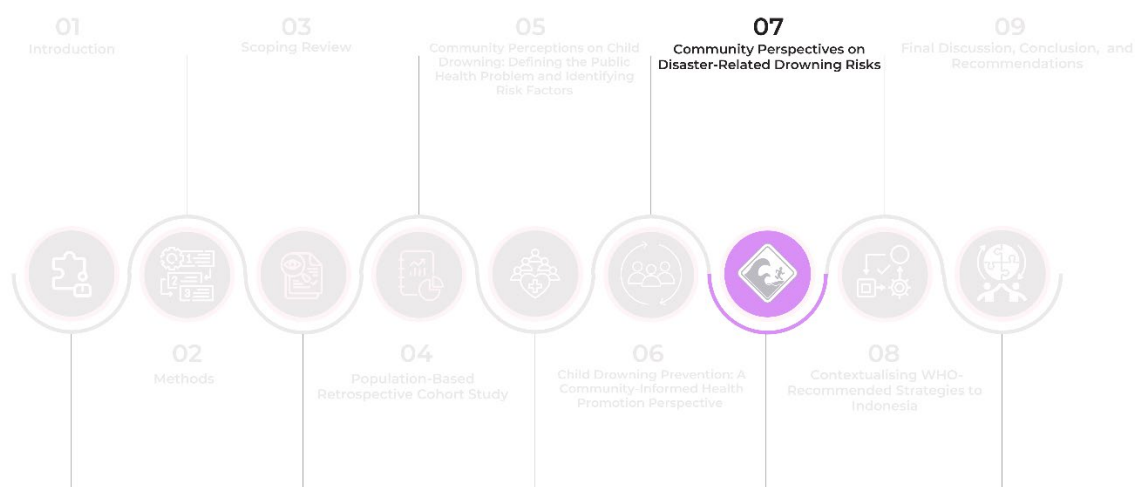 01
Introduction
03
Scoping Review
05
Community Perceptions on Child
Drowning: Defining the Public
Health Problem and Identifying
Risk Factors
07
Community Perspectives on
Disaster-Related Drowning Risks
09
Final Discussion, Conclusion, and
Recommendations
1
2
3
02
Methods
04
Population-Based
Retrospective Cohort Study
06
Child Drowning Prevention: A
Community-Informed Health
Promotion Perspective
08
Contextualising WHO-
Recommended Strategies to
Indonesia